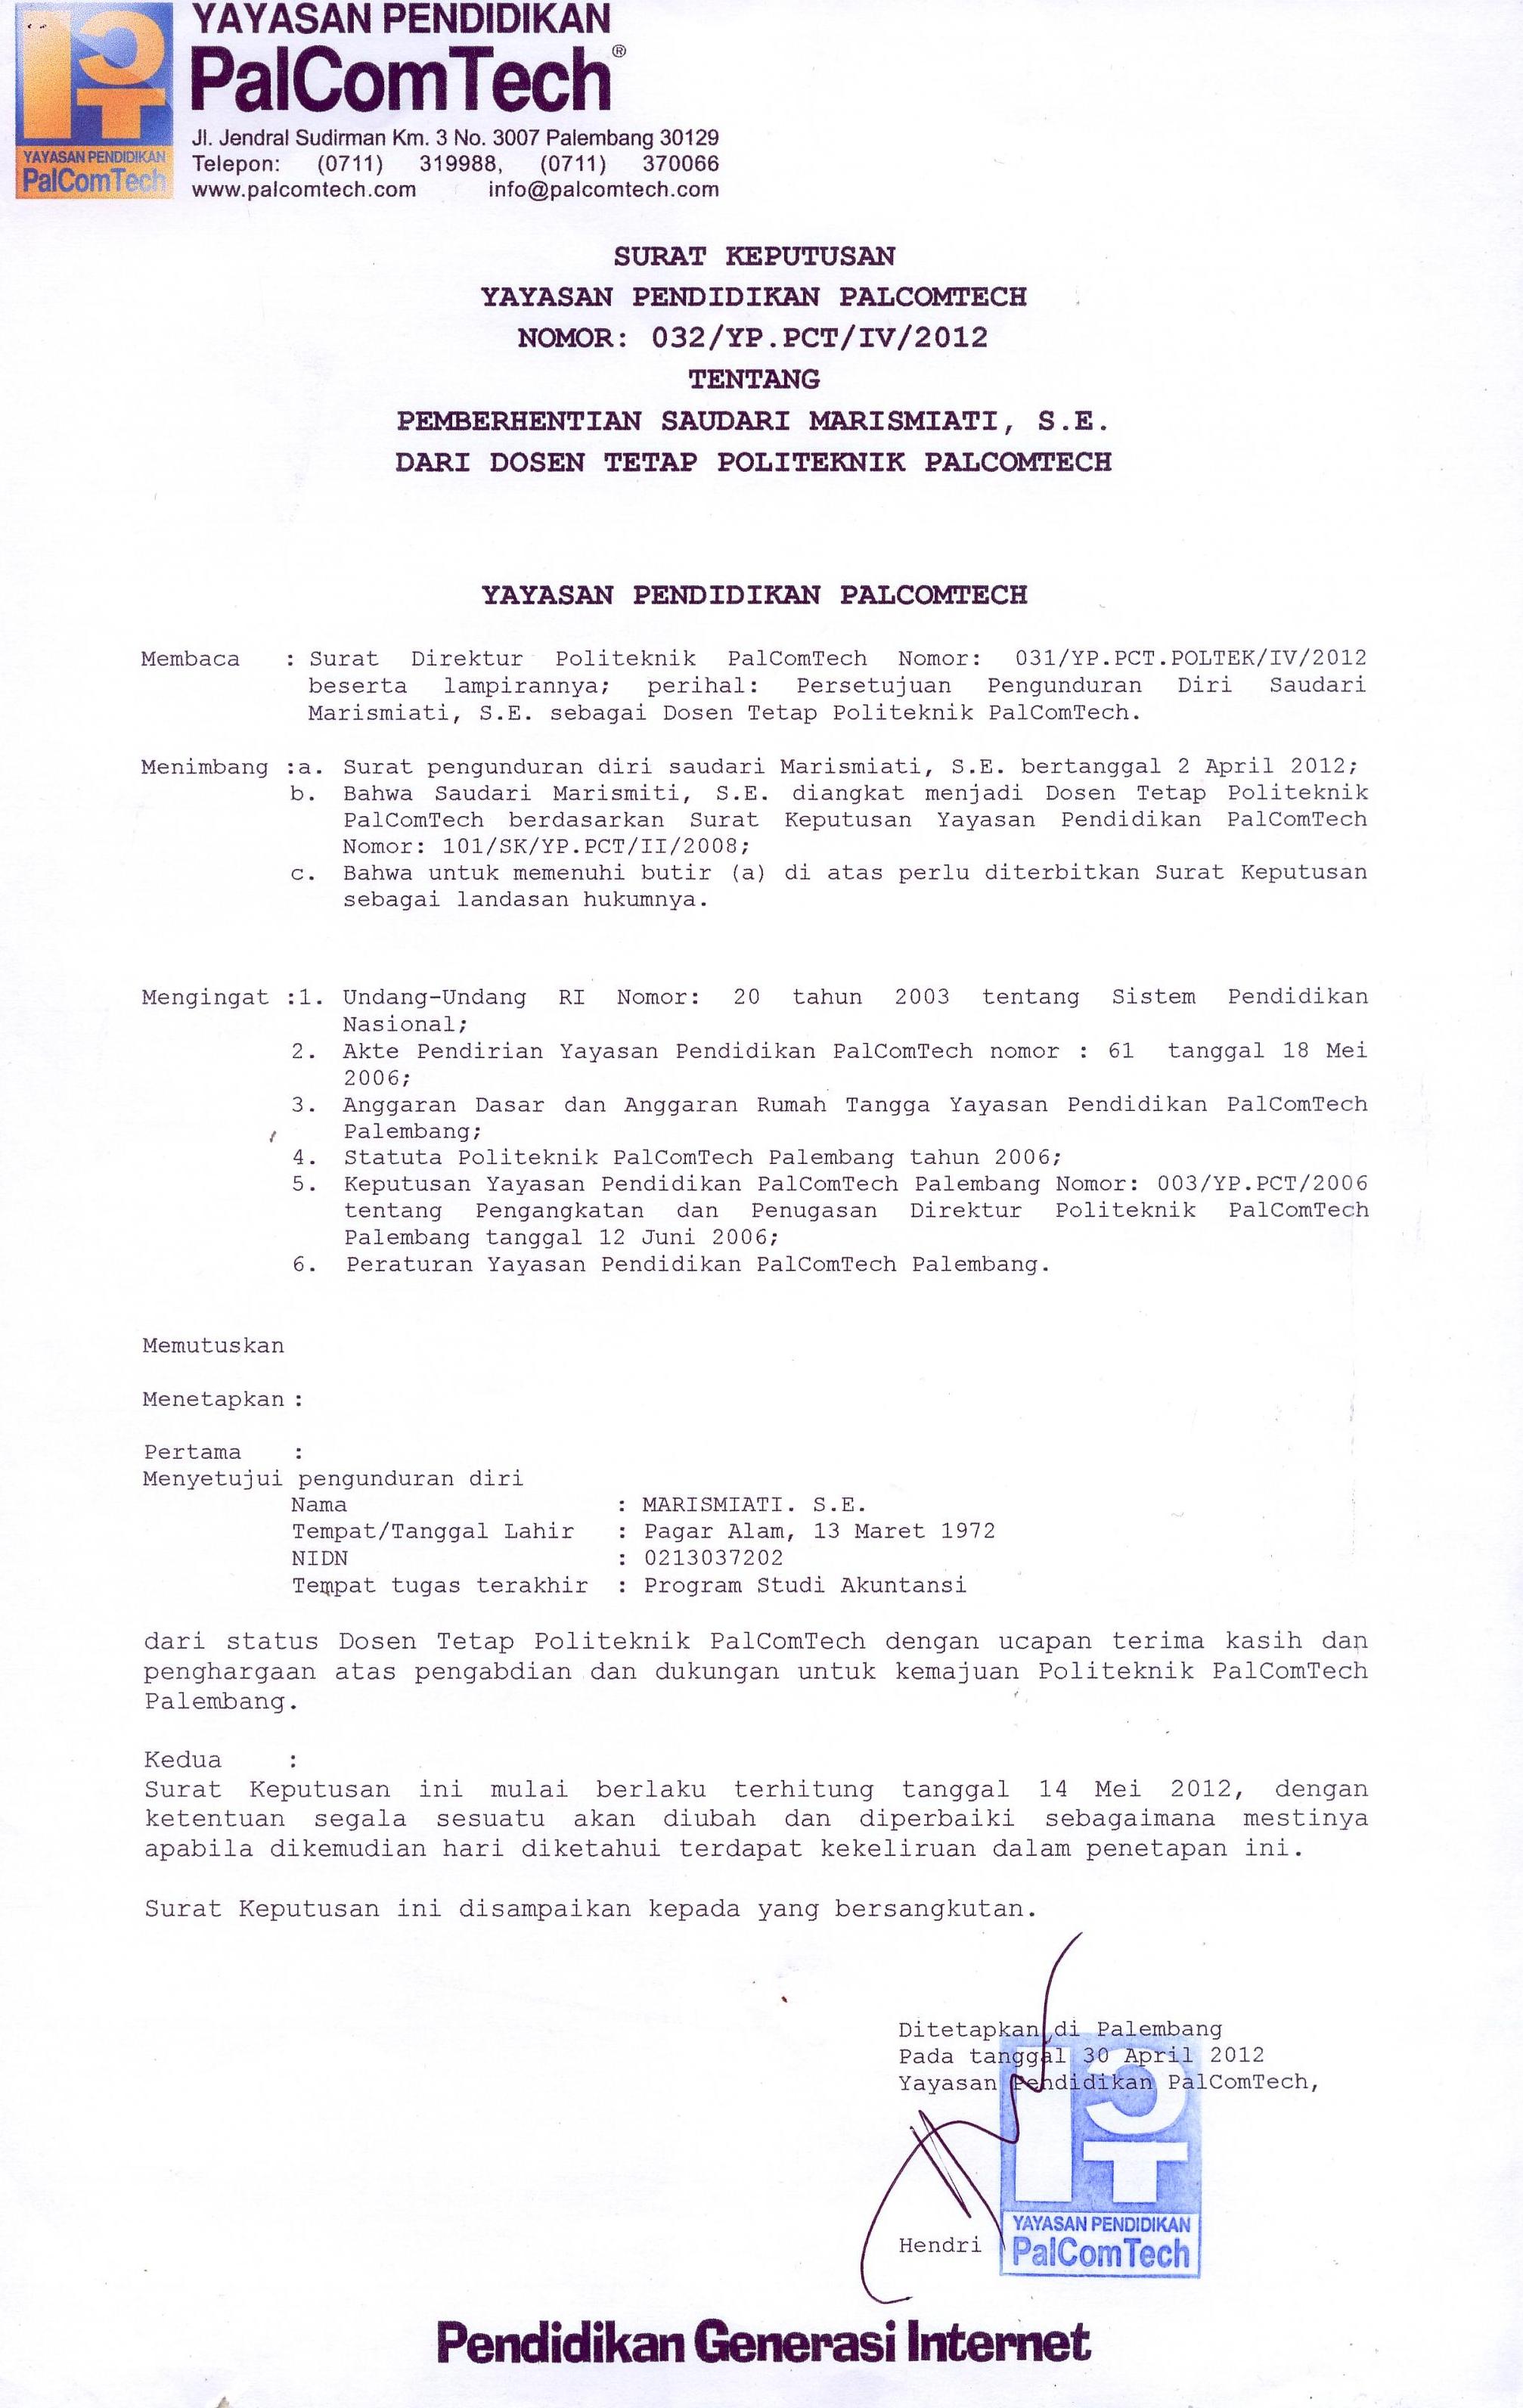 YAYASAN PENDIDIKAN
PalComTech®
Jl. Jendral Sudirman Km. 3 No. 3007 Palembang 30129
Telepon: (0711) 319988, (0711) 370066
www.palcomtech.com info@palcomtech.com
YAYASAN PENDIDIKAN
PalComTech
SURAT KEPUTUSAN
YAYASAN PENDIDIKAN PALCOMTECH
NOMOR: 032/YP.PCT/IV/2012
TENTANG
PEMBERHENTIAN SAUDARI MARISMIATI, S.E.
DARI DOSEN TETAP POLITEKNIK PALCOMTECH
YAYASAN PENDIDIKAN PALCOMTECH
Membaca : Surat Direktur Politeknik PalComTech Nomor: 031/YP.PCT.POLTEK/IV/2012
beserta lampirannya; perihal: Persetujuan Pengunduran Diri Saudari
Marismiati, S.E. sebagai Dosen Tetap Politeknik PalComTech.
Menimbang :a. Surat pengunduran diri saudari Marismiati, S.E. bertanggal 2 April 2012;
b. Bahwa Saudari Marismiti, S.E. diangkat menjadi Dosen Tetap Politeknik
PalComTech berdasarkan Surat Keputusan Yayasan Pendidikan PalComTech
Nomor: 101/SK/YP.PCT/II/2008;
c. Bahwa untuk memenuhi butir (a) di atas perlu diterbitkan Surat Keputusan
sebagai landasan hukumnya.
Mengingat :1. Undang-Undang RI Nomor: 20 tahun 2003 tentang Sistem Pendidikan
Nasional;
2. Akte Pendirian Yayasan Pendidikan PalComTech nomor : 61 tanggal 18 Mei
2006;
3. Anggaran Dasar dan Anggaran Rumah Tangga Yayasan Pendidikan PalComTech
Palembang;
4. Statuta Politeknik PalComTech Palembang tahun 2006;
5. Keputusan Yayasan Pendidikan PalComTech Palembang Nomor: 003/YP.PCT/2006
tentang Pengangkatan dan Penugasan Direktur Politeknik PalComTech
Palembang tanggal 12 Juni 2006;
6. Peraturan Yayasan Pendidikan PalComTech Palembang.
Memutuskan
Menetapkan :
Pertama :
Menyetujui pengunduran diri
Nama : MARISMIATI. S.E.
Tempat/Tanggal Lahir : Pagar Alam, 13 Maret 1972
NIDN : 0213037202
Tempat tugas terakhir : Program Studi Akuntansi
dari status Dosen Tetap Politeknik PalComTech dengan ucapan terima kasih dan
penghargaan atas pengabdian dan dukungan untuk kemajuan Politeknik PalComTech
Palembang.
Kedua :
Surat Keputusan ini mulai berlaku terhitung tanggal 14 Mei 2012, dengan
ketentuan segala sesuatu akan diubah dan diperbaiki sebagaimana mestinya
apabila dikemudian hari diketahui terdapat kekeliruan dalam penetapan ini.
Surat Keputusan ini disampaikan kepada yang bersangkutan.
Ditetapkan di Palembang
Pada tanggal 30 April 2012
Yayasan Pendidikan PalComTech,
YAYASAN PENDIDIKAN
PalComTech
Hendri
Pendidikan Generasi Internet